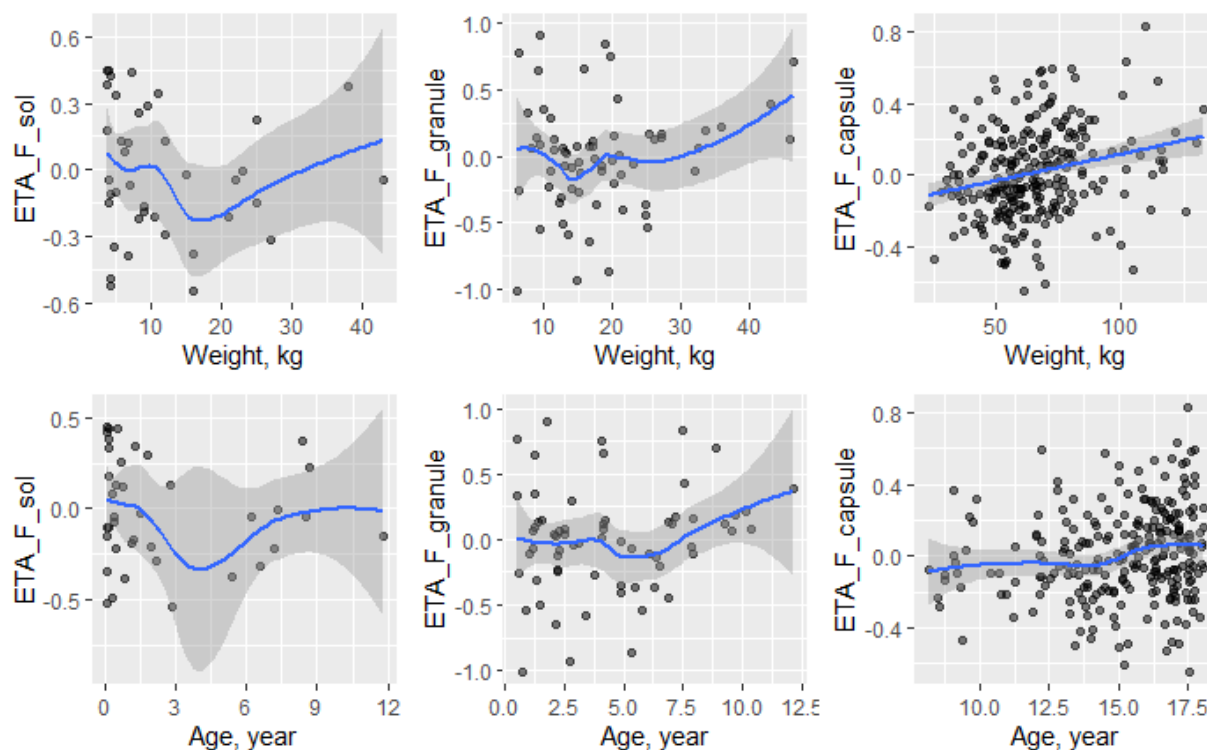 ETA_F_sol
0.6
0.3
0.0
-0.3
-0.6
10 20 30 40
Weight, kg
ETA_F_granule
1.0
0.5
0.0
-0.5
-1.0
10 20 30 40
Weight, kg
ETA_F_capsule
0.8
0.4
0.0
-0.4
50 100
Weight, kg
ETA_F_sol
0.5
0.0
-0.5
0 3 6 9 12
Age, year
ETA_F_granule
1.0
0.5
0.0
-0.5
-1.0
0.0 2.5 5.0 7.5 10.0 12.5
Age, year
ETA_F_capsule
0.8
0.4
0.0
-0.4
10.0 12.5 15.0 17.5
Age, year